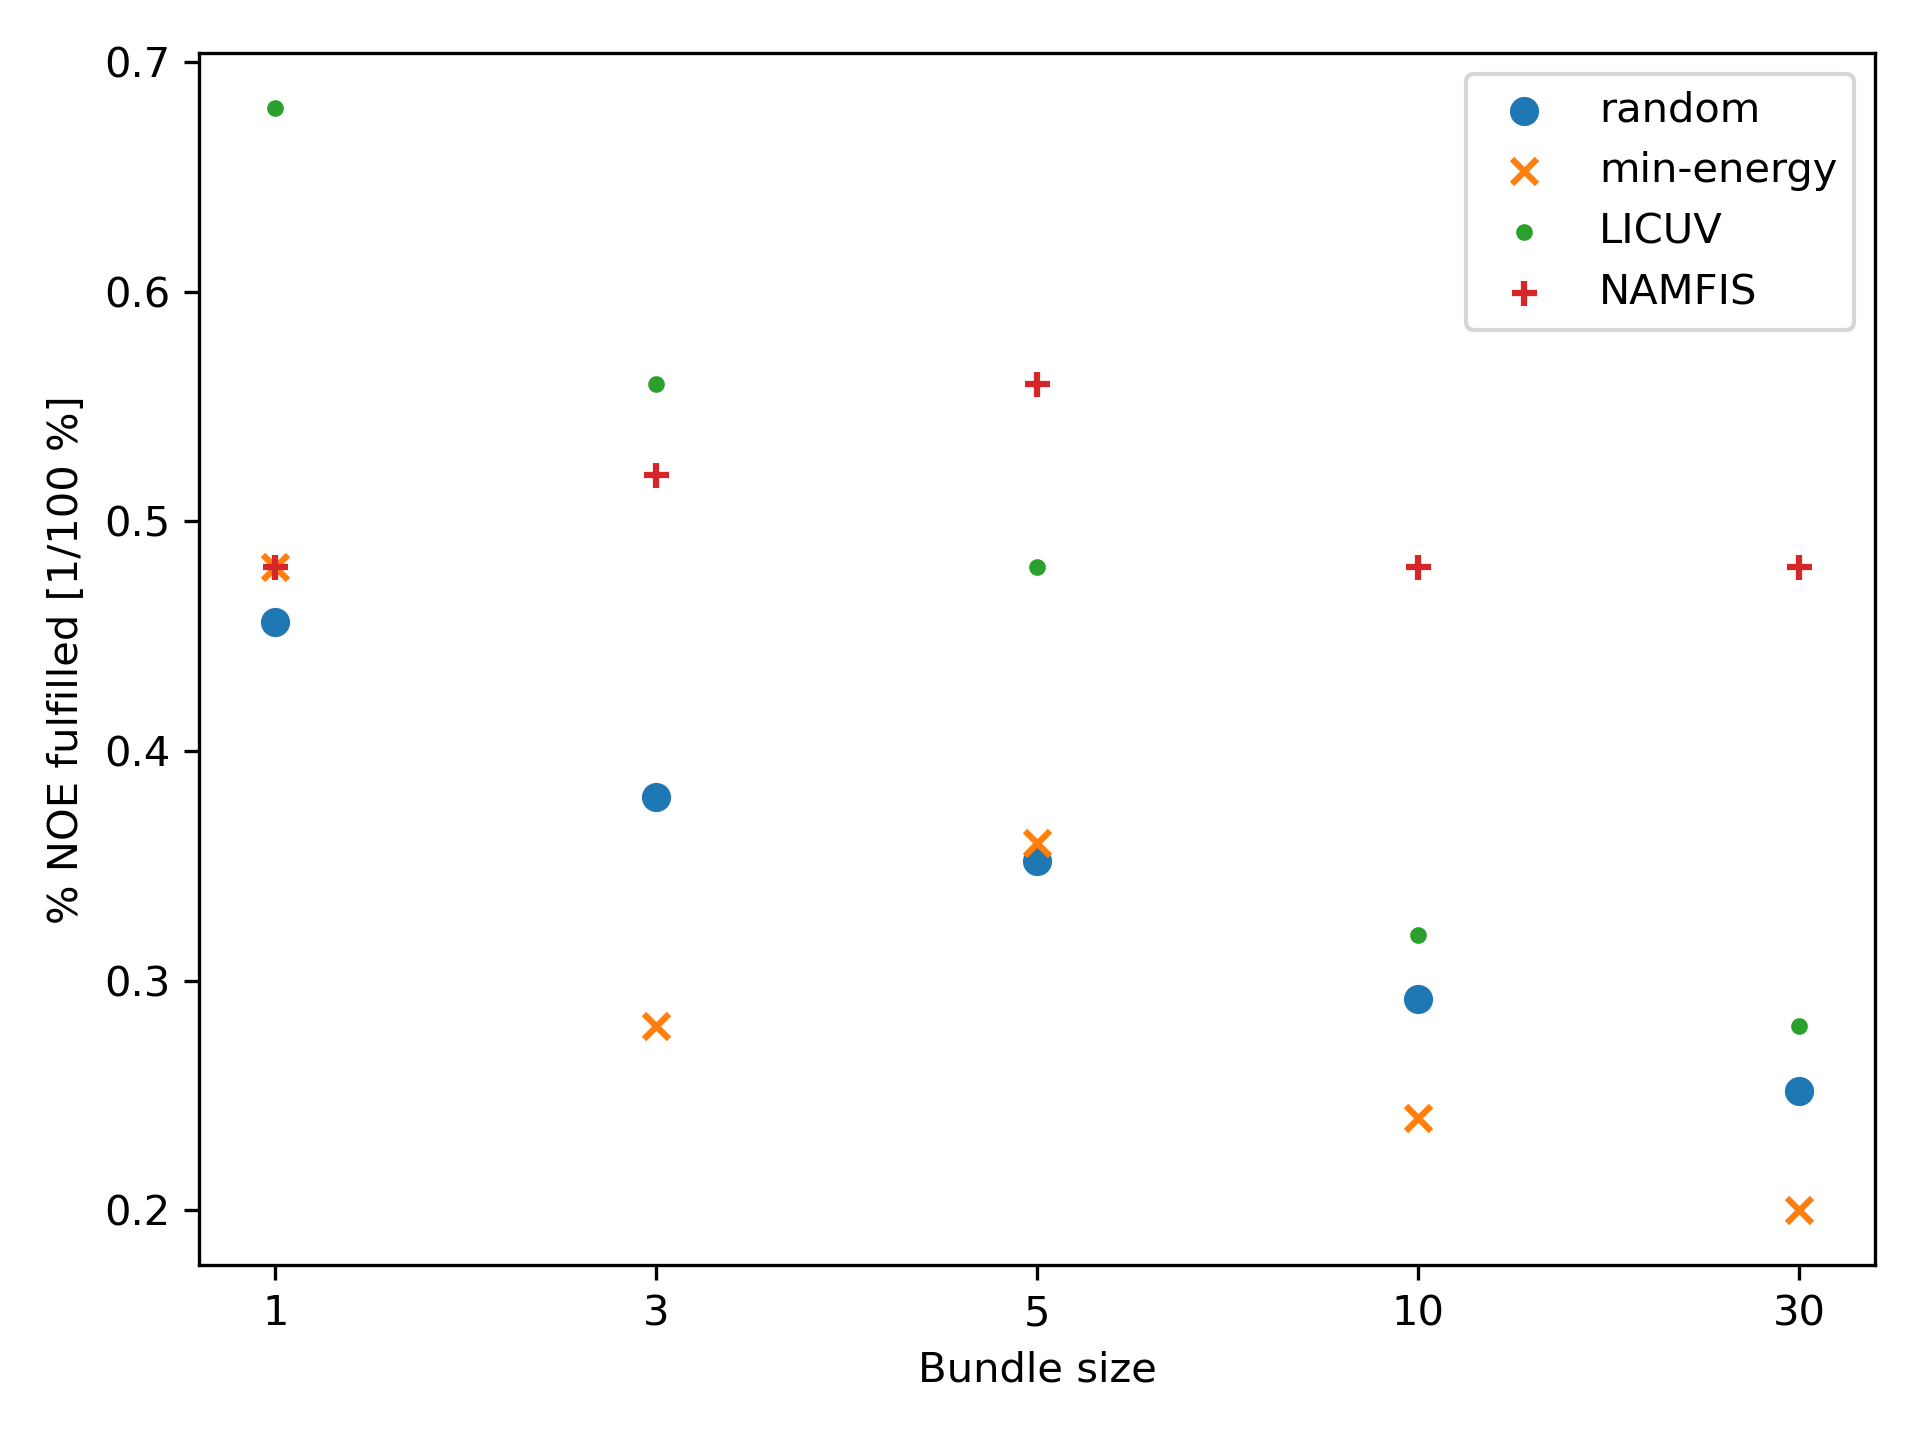 0.7
0.6
0.5
0.4
0.3
0.2
% NOE fulfilled [1/100 %]
random
min-energy
LICUV
NAMFIS
1 3 5 10 30
Bundle size